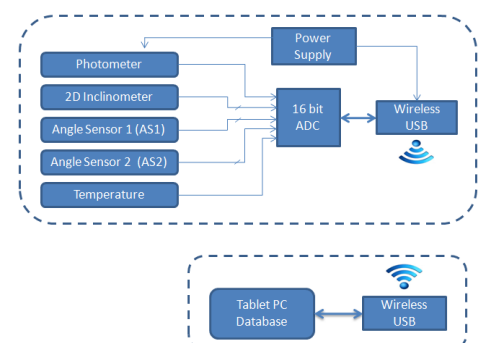 Power
Supply
Photometer
2D Inclinometer
Angle Sensor 1 (AS1)
Angle Sensor 2 (AS2)
Temperature
16 bit
ADC
Wireless
USB
Tablet PC
Database
Wireless
USB